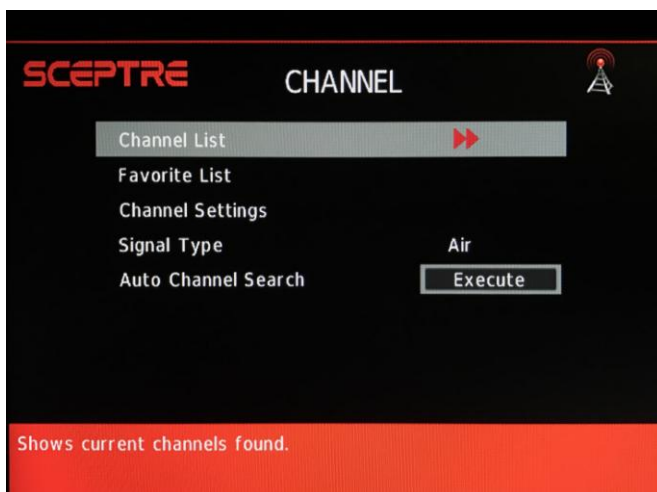 SCEPTRE
CHANNEL
Channel List
Favorite List
Channel Settings
Signal Type Air
Auto Channel Search Execute
Shows current channels found.